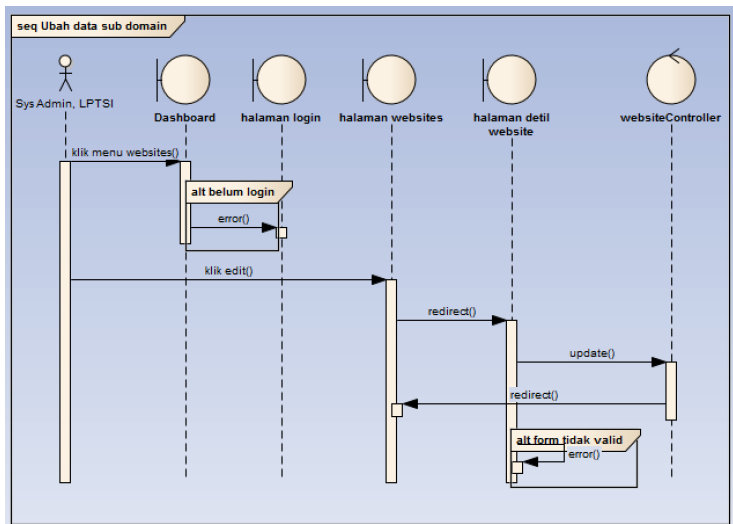 seq Ubah data sub domain
Sys Admin, LPTSI
Dashboard
halaman login
halaman websites
halaman detil
website
websiteController
klik menu websites()
alt belum login
error()
klik edit()
redirect()
update()
redirect()
alt form tidak valid
error()